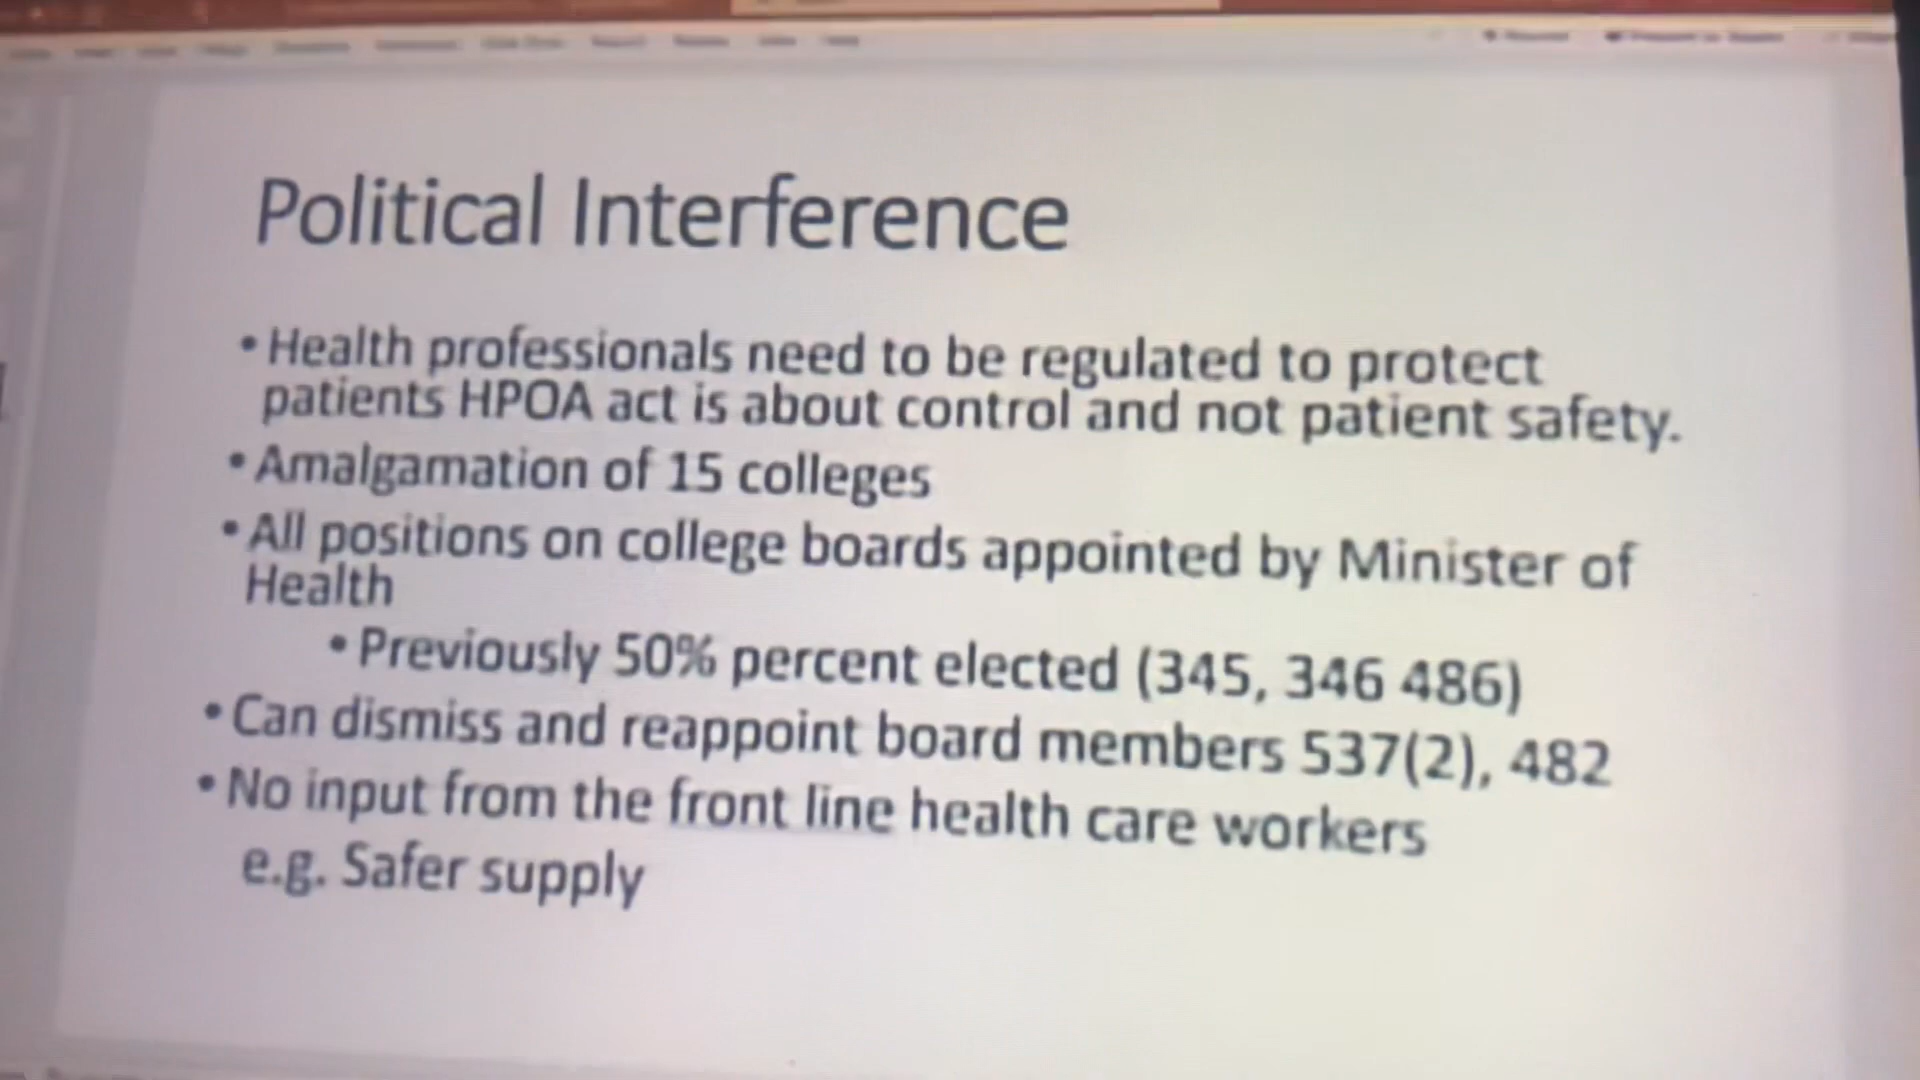 Political Interference
• Health professionals need to be regulated to protect
patients HPOA act is about control and not patient safety.
• Amalgamation of 15 colleges
• All positions on college boards appointed by Minister of
Health
• Previously 50% percent elected (345, 346 486)
• Can dismiss and reappoint board members 537(2), 482
• No input from the front line health care workers
e.g. Safer supply